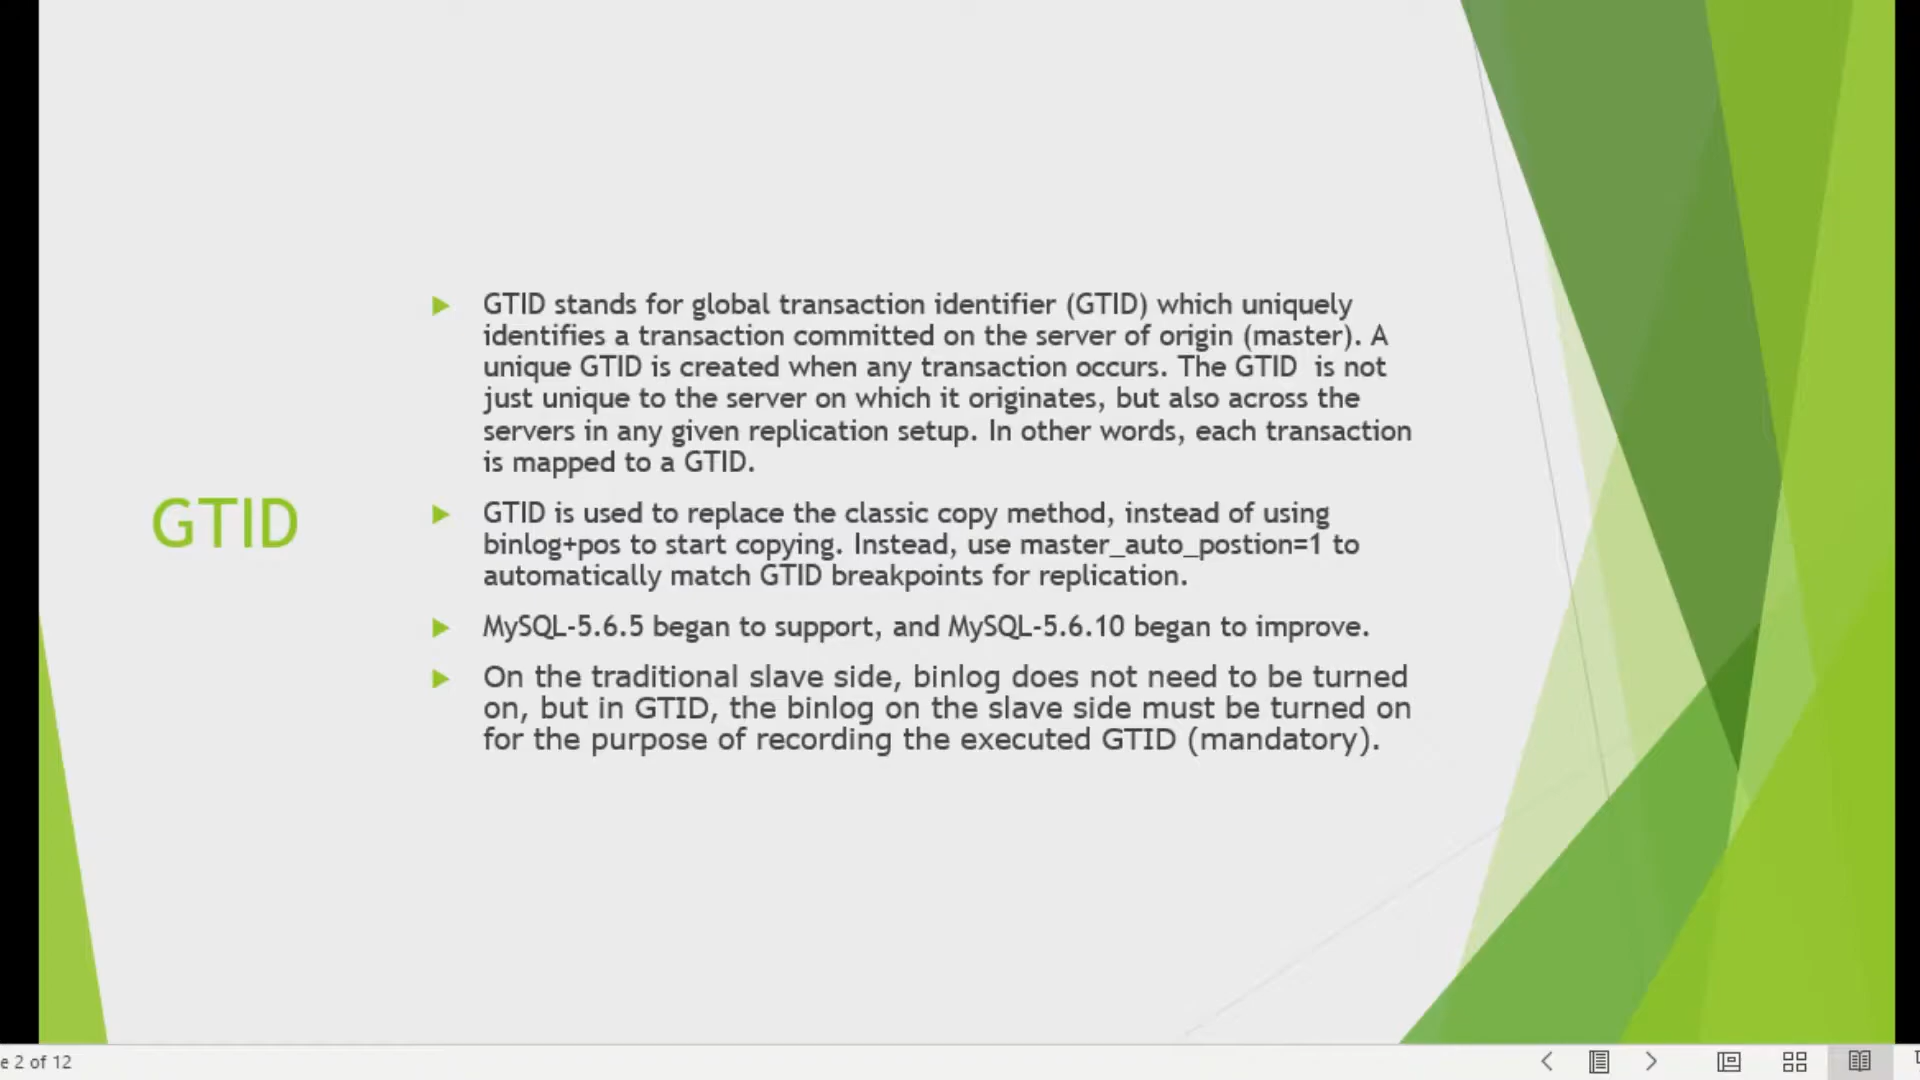 GTID
GTID stands for global transaction identifier (GTID) which uniquely
identifies a transaction committed on the server of origin (master). A
unique GTID is created when any transaction occurs. The GTID  is not
just unique to the server on which it originates, but also across the
servers in any given replication setup. In other words, each transaction
is mapped to a GTID.
GTID is used to replace the classic copy method, instead of using
binlog+pos to start copying. Instead, use master_auto_postion=1 to
automatically match GTID breakpoints for replication.
MySQL-5.6.5 began to support, and MySQL-5.6.10 began to improve.
On the traditional slave side, binlog does not need to be turned
on, but in GTID, the binlog on the slave side must be turned on
for the purpose of recording the executed GTID (mandatory).
e 2 of 12